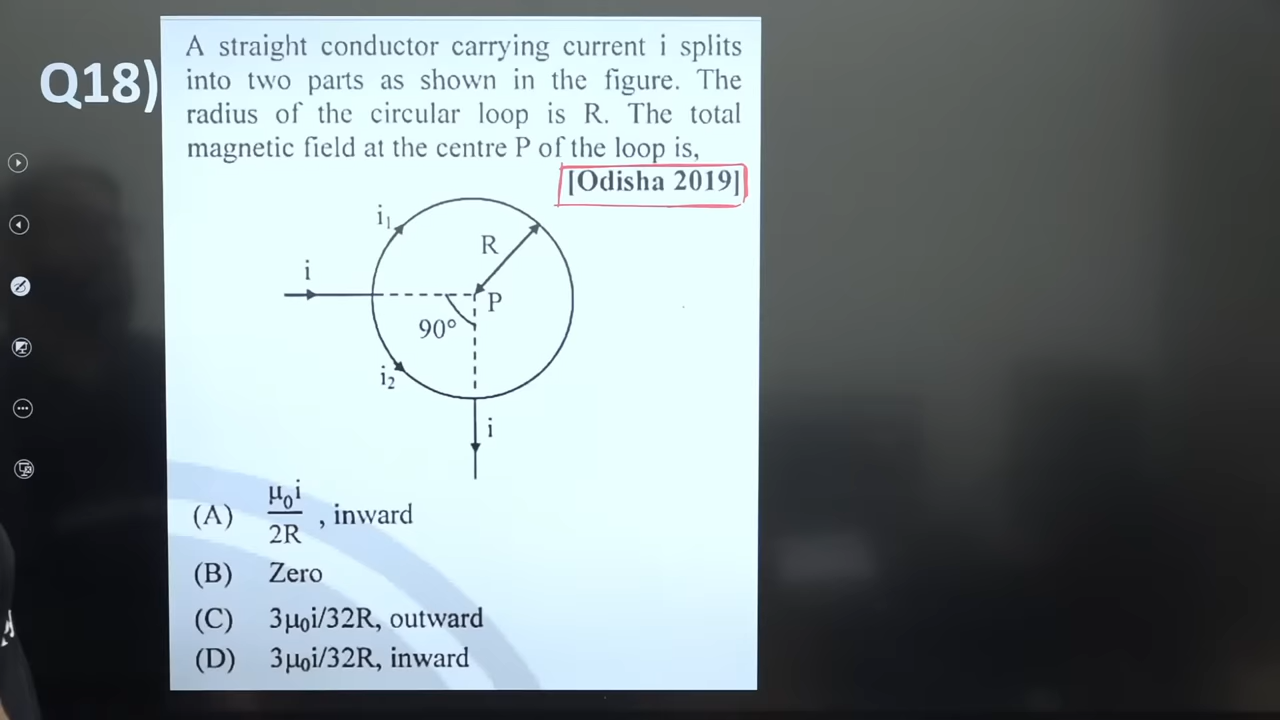 Q18)
A straight conductor carrying current i splits
into two parts as shown in the figure. The
radius of the circular loop is R. The total
magnetic field at the centre P of the loop is,
[Odisha 2019]
i₁
R
i
P
90°
i₂
i
(A) μ₀i/2R , inward
(B) Zero
(C) 3μ₀i/32R, outward
(D) 3μ₀i/32R, inward